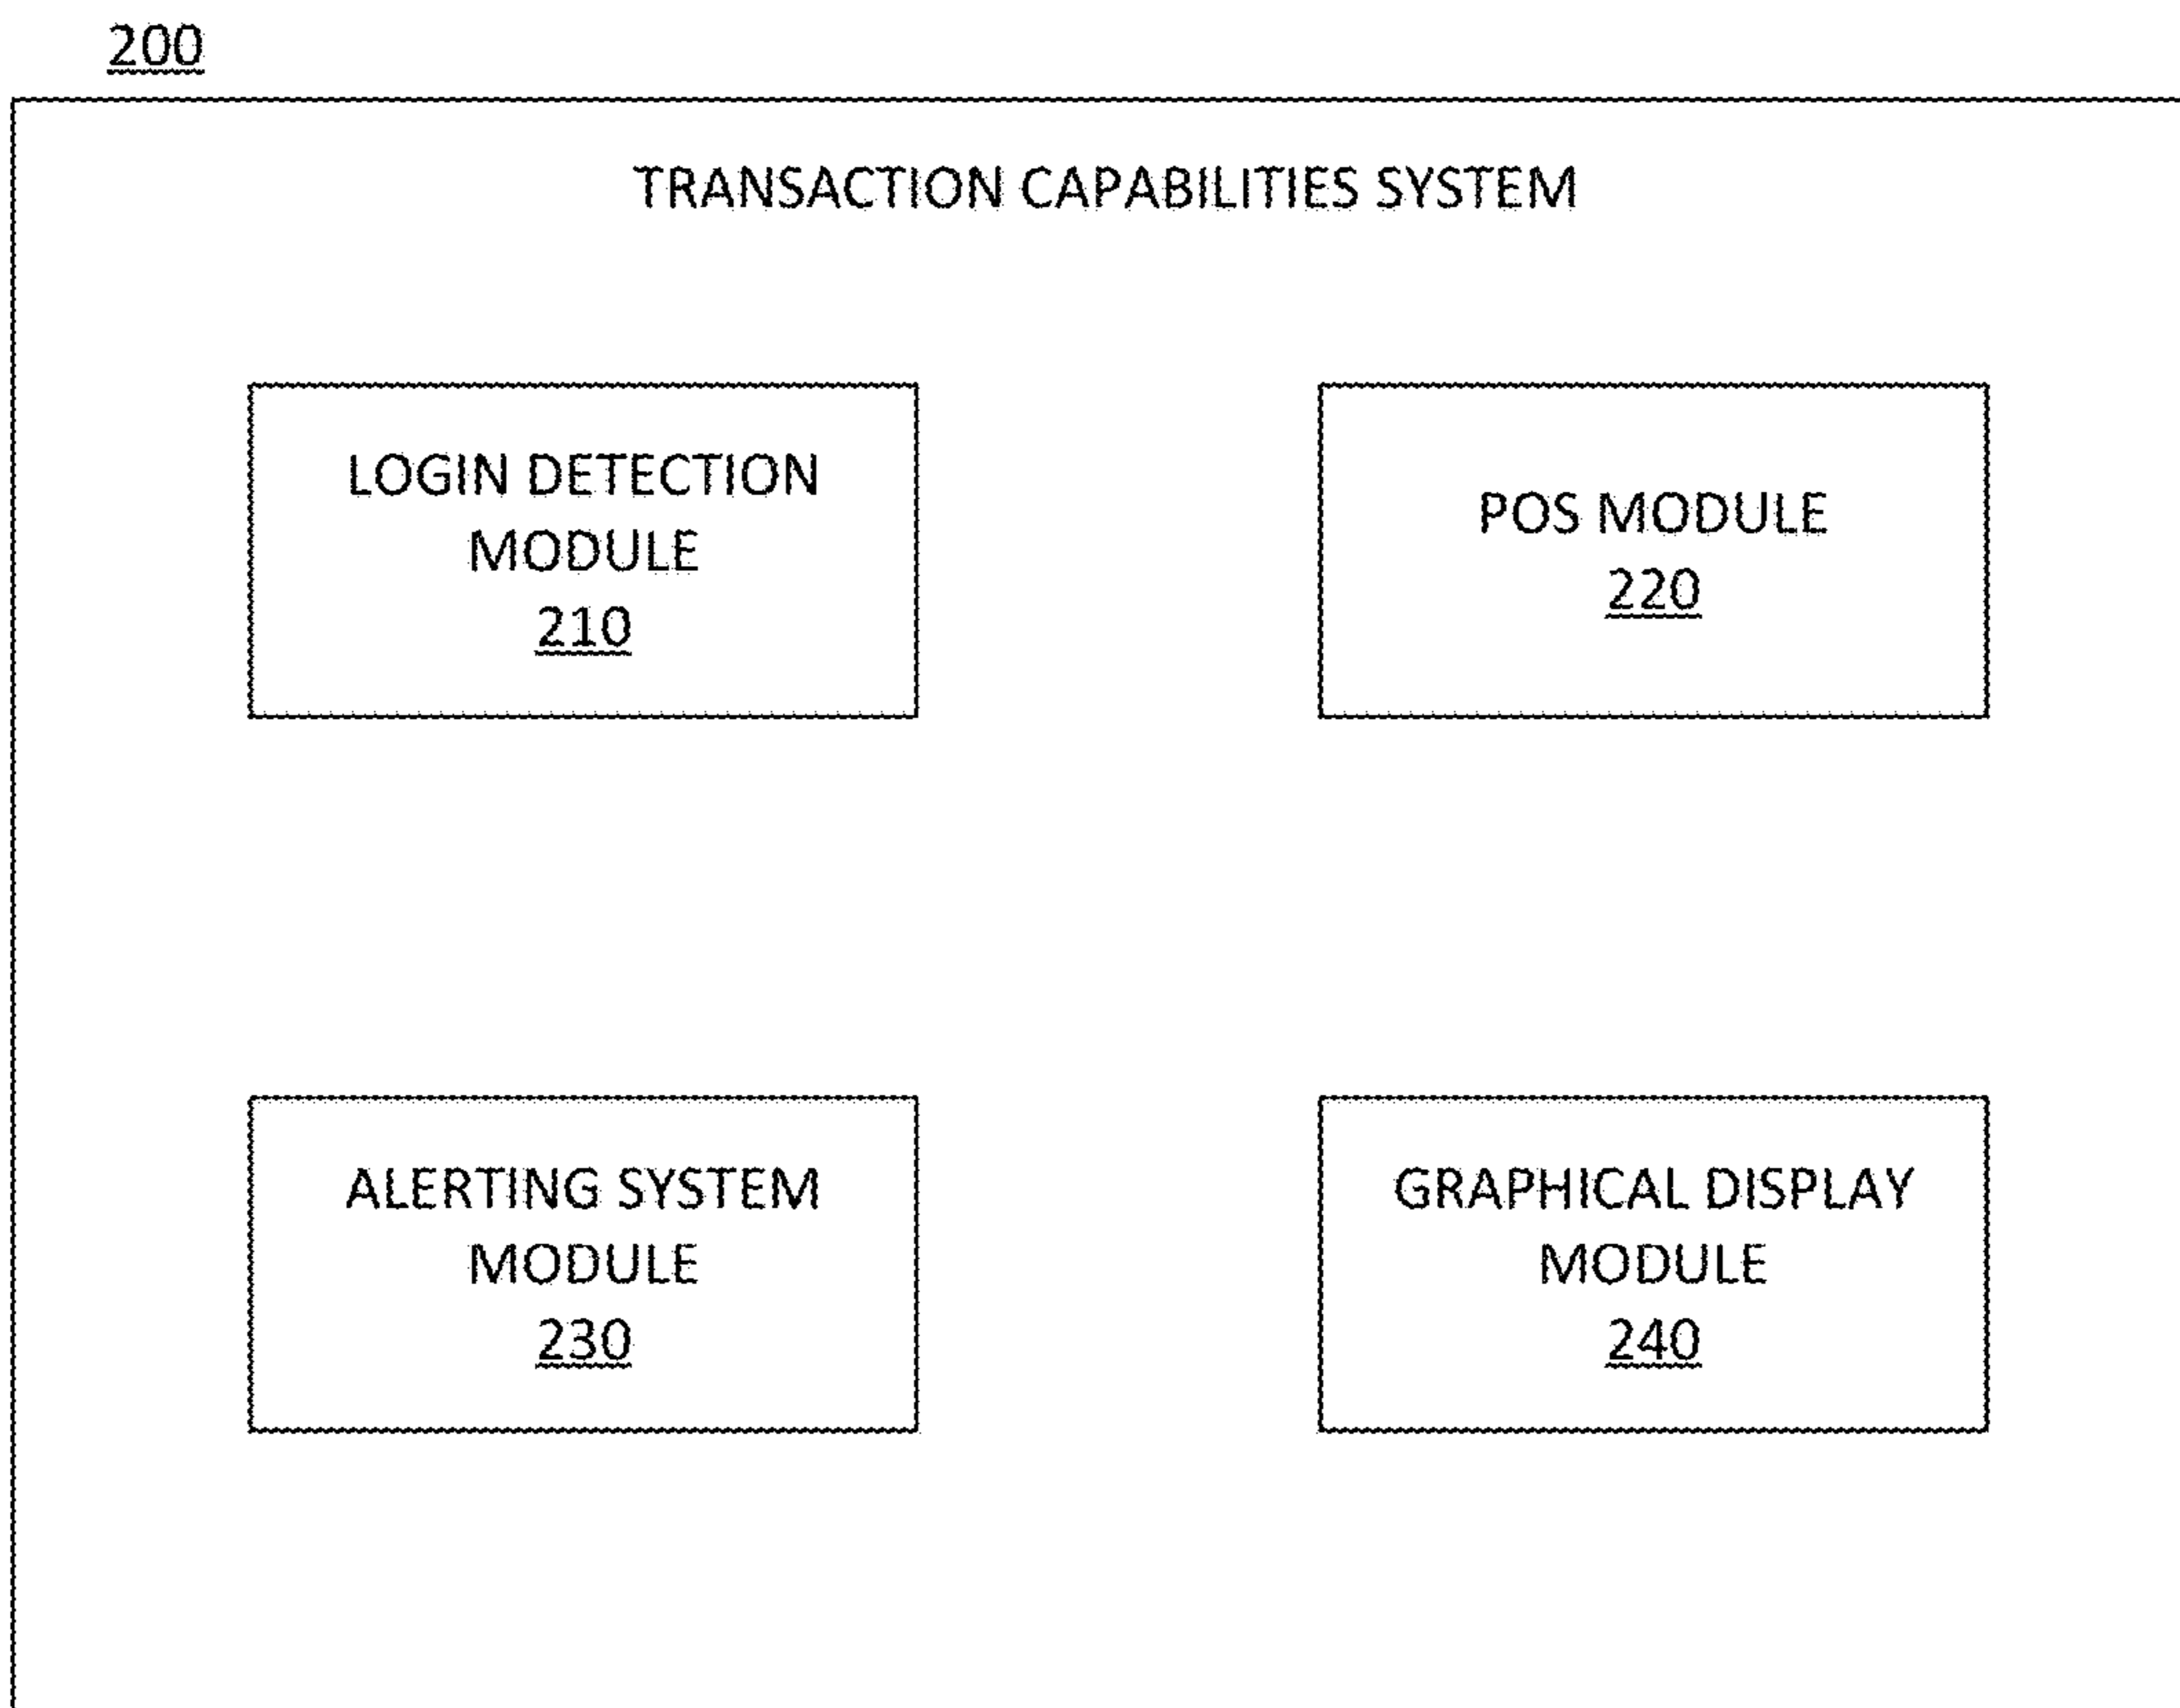 200
TRANSACTION CAPABILITIES SYSTEM
LOGIN DETECTION
MODULE
210
POS MODULE
220
ALERTING SYSTEM
MODULE
230
GRAPHICAL DISPLAY
MODULE
240